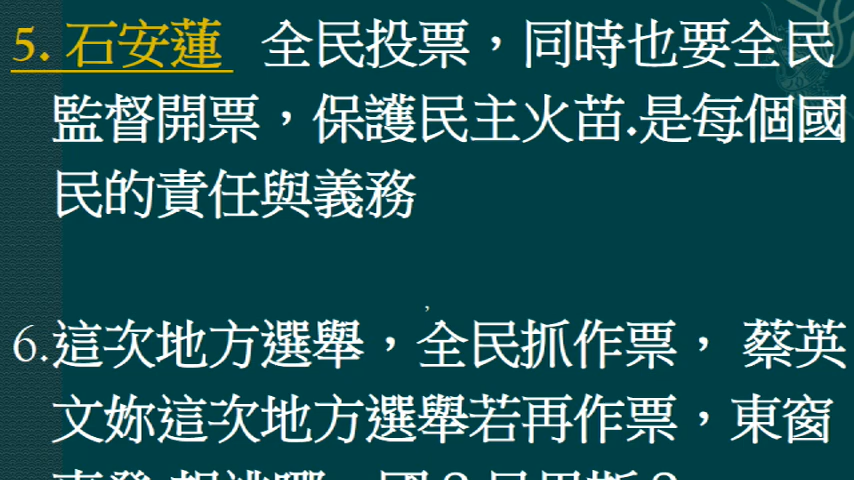 5. 石安蓮 全民投票，同時也要全民
監督開票，保護民主火苗.是每個國
民的責任與義務
,
6.這次地方選舉，全民抓作票， 蔡英
文妳這次地方選舉若再作票，東窗